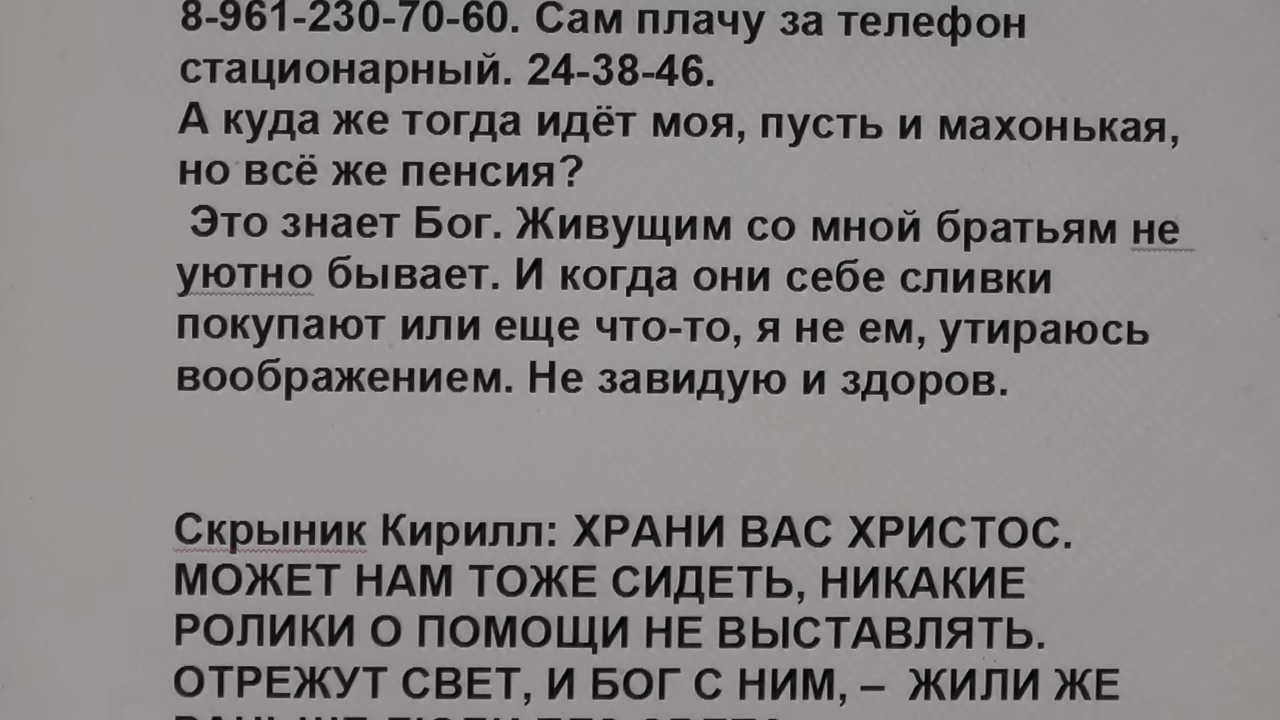 8-961-230-70-60. Сам плачу за телефон
стационарный. 24-38-46.
А куда же тогда идёт моя, пусть и махонькая,
но всё же пенсия?
Это знает Бог. Живущим со мной братьям не
уютно бывает. И когда они себе сливки
покупают или еще что-то, я не ем, утираюсь
воображением. Не завидую и здоров.
Скрыник Кирилл: ХРАНИ ВАС ХРИСТОС.
МОЖЕТ НАМ ТОЖЕ СИДЕТЬ, НИКАКИЕ
РОЛИКИ О ПОМОЩИ НЕ ВЫСТАВЛЯТЬ.
ОТРЕЖУТ СВЕТ, И БОГ С НИМ, – ЖИЛИ ЖЕ